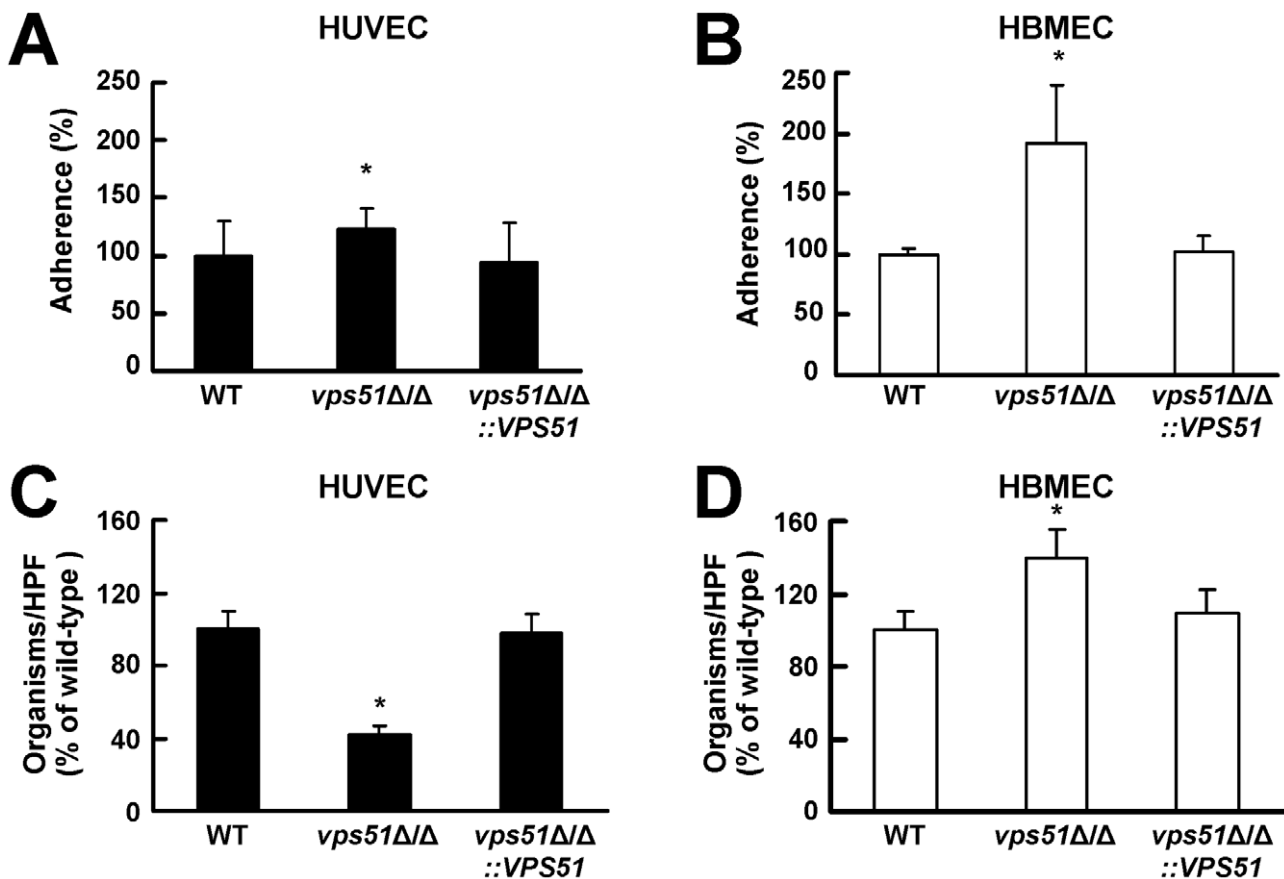 A
HUVEC
Adherence (%)
250
200
150
100
50
0
*
WT
vps51Δ/Δ
vps51Δ/Δ
::VPS51
B
HBMEC
Adherence (%)
250
200
150
100
50
0
*
WT
vps51Δ/Δ
vps51Δ/Δ
::VPS51
C
HUVEC
Organisms/HPF
(% of wild-type )
160
120
80
40
0
*
WT
vps51Δ/Δ
vps51Δ/Δ
::VPS51
D
HBMEC
Organisms/HPF
(% of wild-type )
160
120
80
40
0
*
WT
vps51Δ/Δ
vps51Δ/Δ
::VPS51